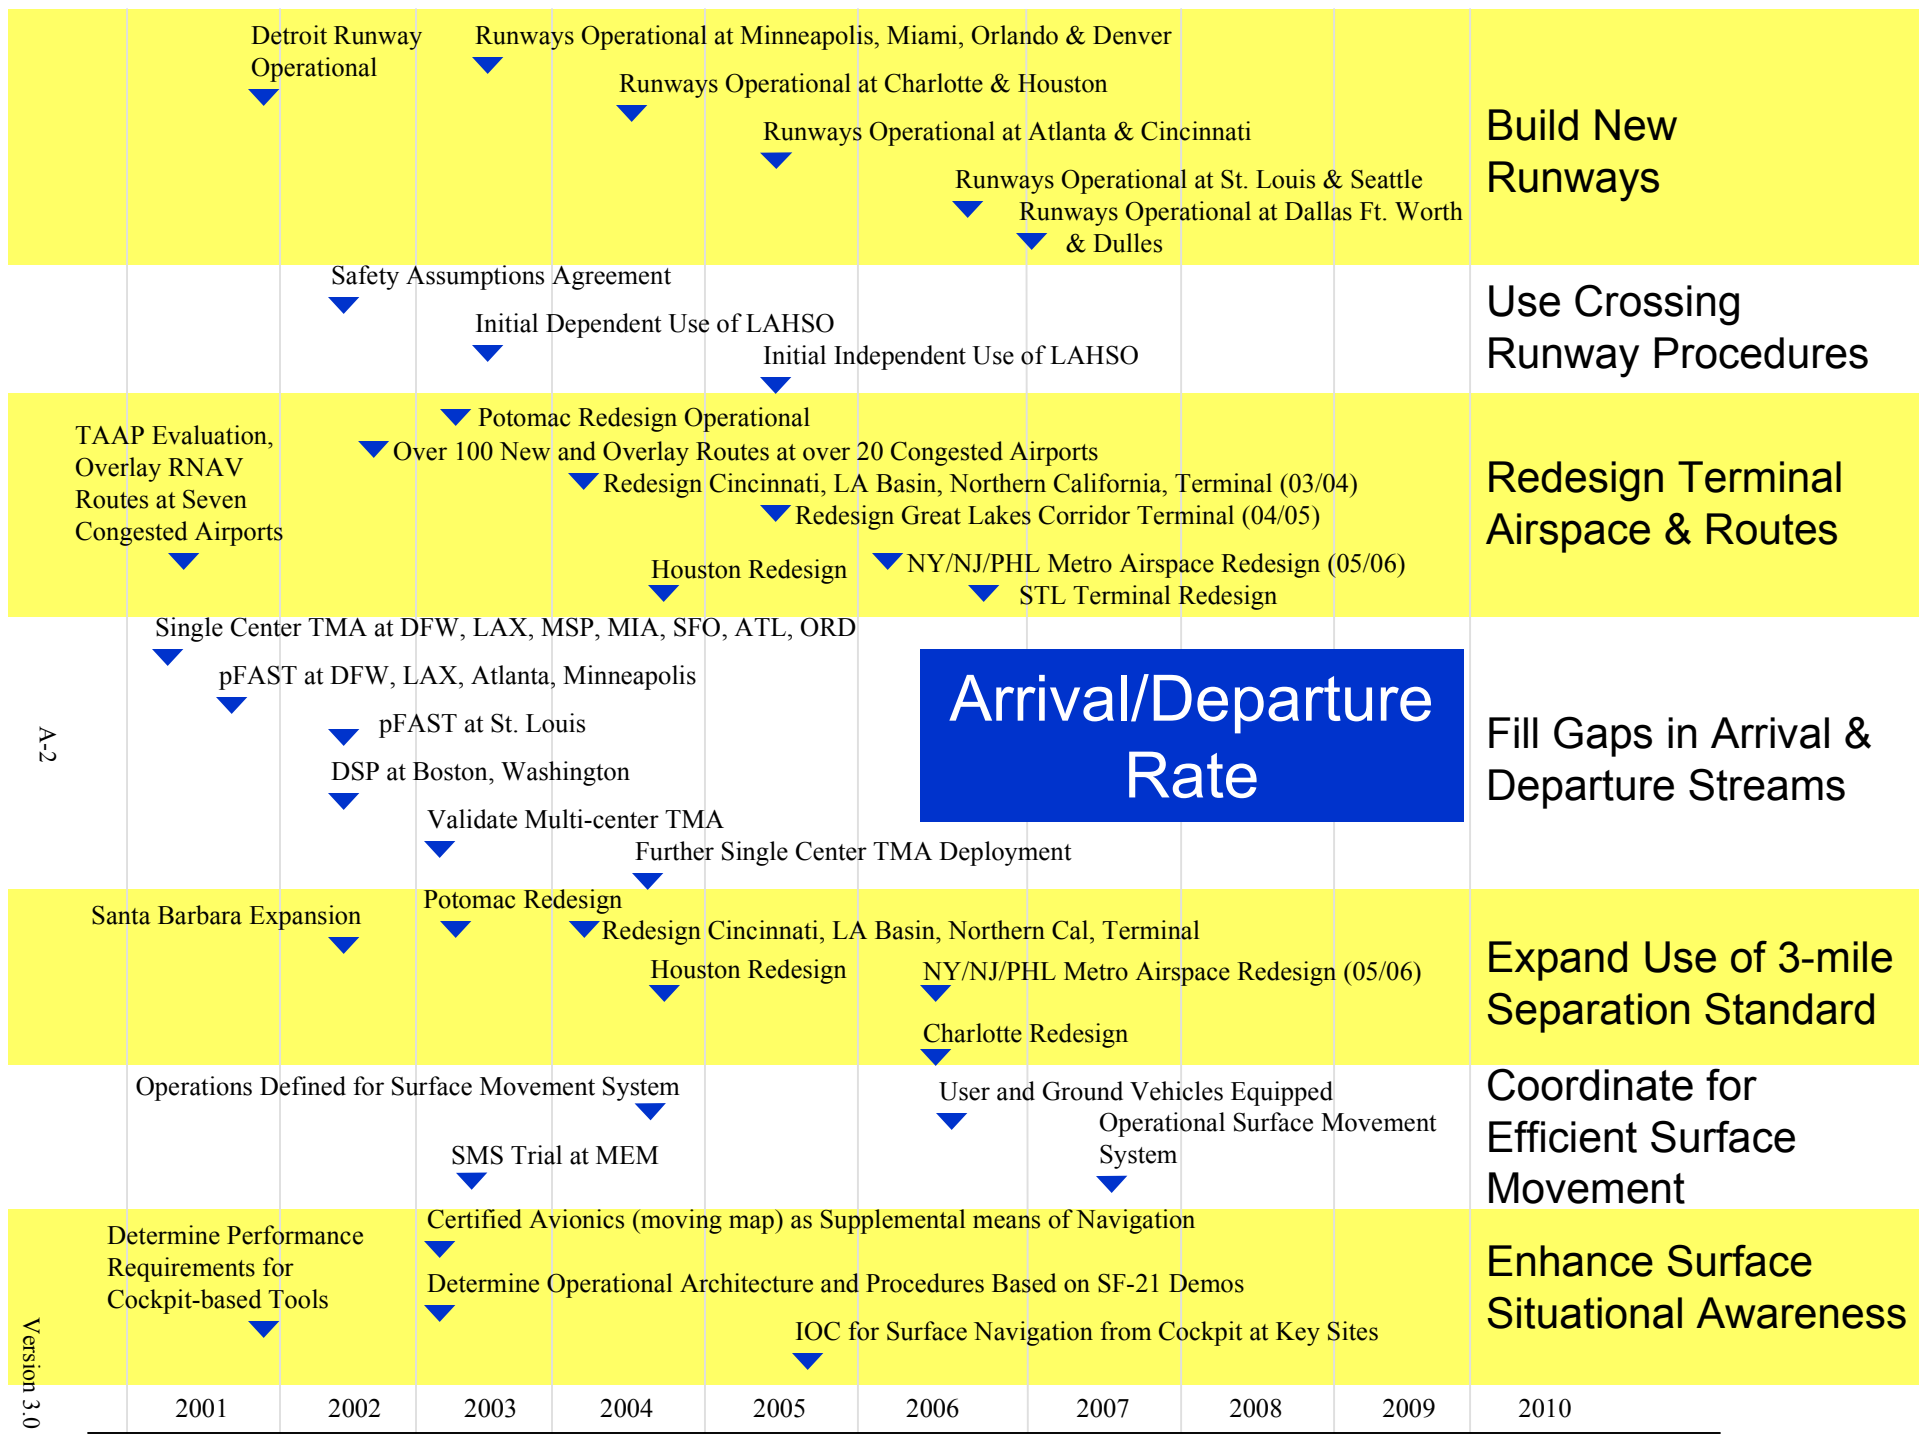 Detroit Runway
Operational
Runways Operational at Minneapolis, Miami, Orlando & Denver
Runways Operational at Charlotte & Houston
Runways Operational at Atlanta & Cincinnati
Runways Operational at St. Louis & Seattle
Runways Operational at Dallas Ft. Worth
& Dulles
Build New
Runways
Safety Assumptions Agreement
Initial Dependent Use of LAHSO
Initial Independent Use of LAHSO
Use Crossing
Runway Procedures
TAAP Evaluation,
Overlay RNAV
Routes at Seven
Congested Airports
Potomac Redesign Operational
Over 100 New and Overlay Routes at over 20 Congested Airports
Redesign Cincinnati, LA Basin, Northern California, Terminal (03/04)
Redesign Great Lakes Corridor Terminal (04/05)
Houston Redesign
NY/NJ/PHL Metro Airspace Redesign (05/06)
STL Terminal Redesign
Redesign Terminal
Airspace & Routes
Single Center TMA at DFW, LAX, MSP, MIA, SFO, ATL, ORD
pFAST at DFW, LAX, Atlanta, Minneapolis
pFAST at St. Louis
DSP at Boston, Washington
Validate Multi-center TMA
Further Single Center TMA Deployment
Arrival/Departure
Rate
Fill Gaps in Arrival &
Departure Streams
A-2
Santa Barbara Expansion
Potomac Redesign
Redesign Cincinnati, LA Basin, Northern Cal, Terminal
Houston Redesign
NY/NJ/PHL Metro Airspace Redesign (05/06)
Charlotte Redesign
Expand Use of 3-mile
Separation Standard
Operations Defined for Surface Movement System
SMS Trial at MEM
User and Ground Vehicles Equipped
Operational Surface Movement
System
Coordinate for
Efficient Surface
Movement
Determine Performance
Requirements for
Cockpit-based Tools
Certified Avionics (moving map) as Supplemental means of Navigation
Determine Operational Architecture and Procedures Based on SF-21 Demos
IOC for Surface Navigation from Cockpit at Key Sites
Enhance Surface
Situational Awareness
Version 3.0
2001 2002 2003 2004 2005 2006 2007 2008 2009 2010